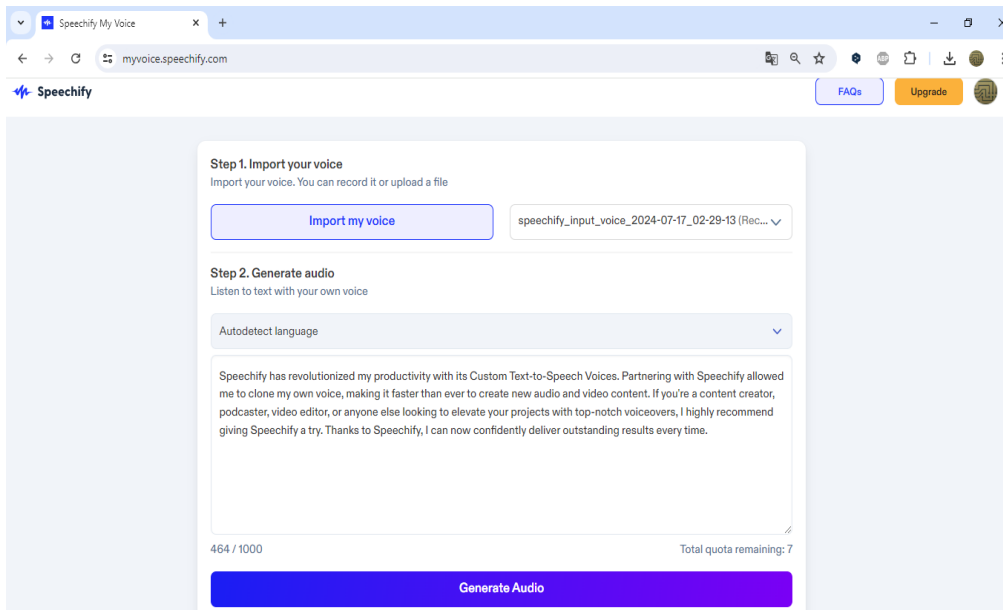 Speechify My Voice
myvoice.speechify.com
Speechify
FAQs
Upgrade
Step 1. Import your voice
Import your voice. You can record it or upload a file
Import my voice
speechify_input_voice_2024-07-17_02-29-13 (Rec...
Step 2. Generate audio
Listen to text with your own voice
Autodetect language
Speechify has revolutionized my productivity with its Custom Text-to-Speech Voices. Partnering with Speechify allowed
me to clone my own voice, making it faster than ever to create new audio and video content. If you're a content creator,
podcaster, video editor, or anyone else looking to elevate your projects with top-notch voiceovers, I highly recommend
giving Speechify a try. Thanks to Speechify, I can now confidently deliver outstanding results every time.
464 / 1000
Total quota remaining: 7
Generate Audio